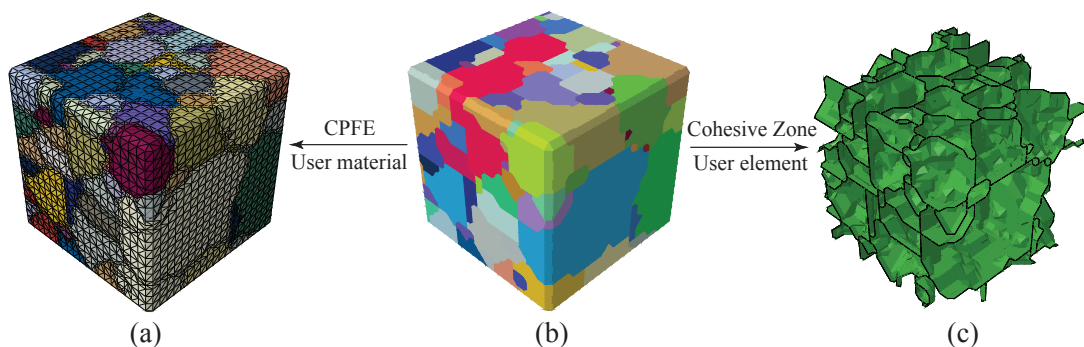 CPFE
User material
Cohesive Zone
User element
(a)
(b)
(c)